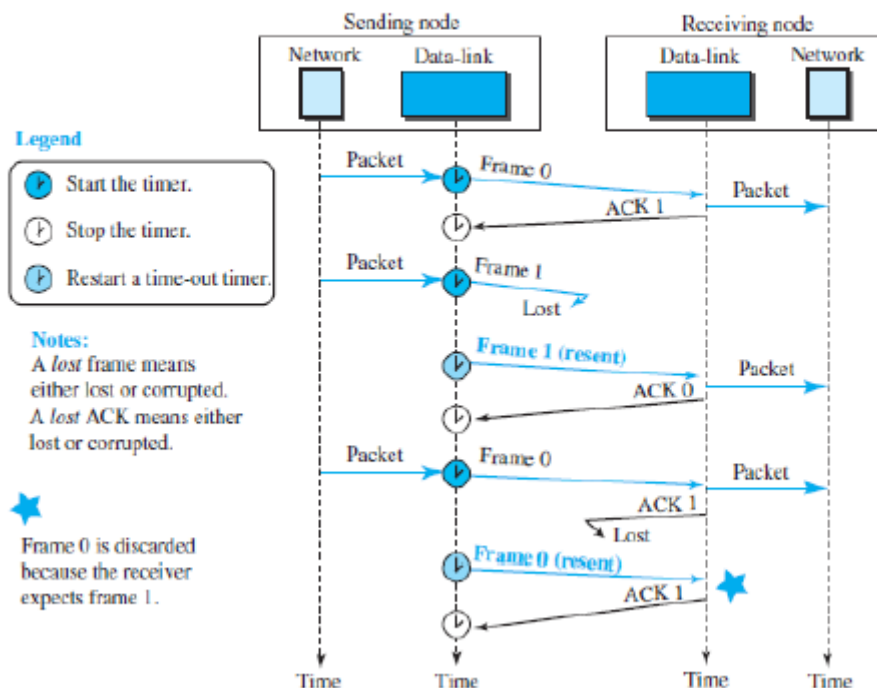 Sending node
Receiving node
Network
Data-link
Data-link
Network
Legend
Start the timer.
Stop the timer.
Restart a time-out timer.
Notes:
A lost frame means
either lost or corrupted.
A lost ACK means either
lost or corrupted.
Frame 0 is discarded
because the receiver
expects frame 1.
Packet
Frame 0
Packet
ACK 1
Packet
Frame 1
Lost
Frame 1 (resent)
Packet
ACK 0
Packet
Frame 0
Packet
ACK 1
Lost
Frame 0 (resent)
ACK 1
Time
Time
Time
Time